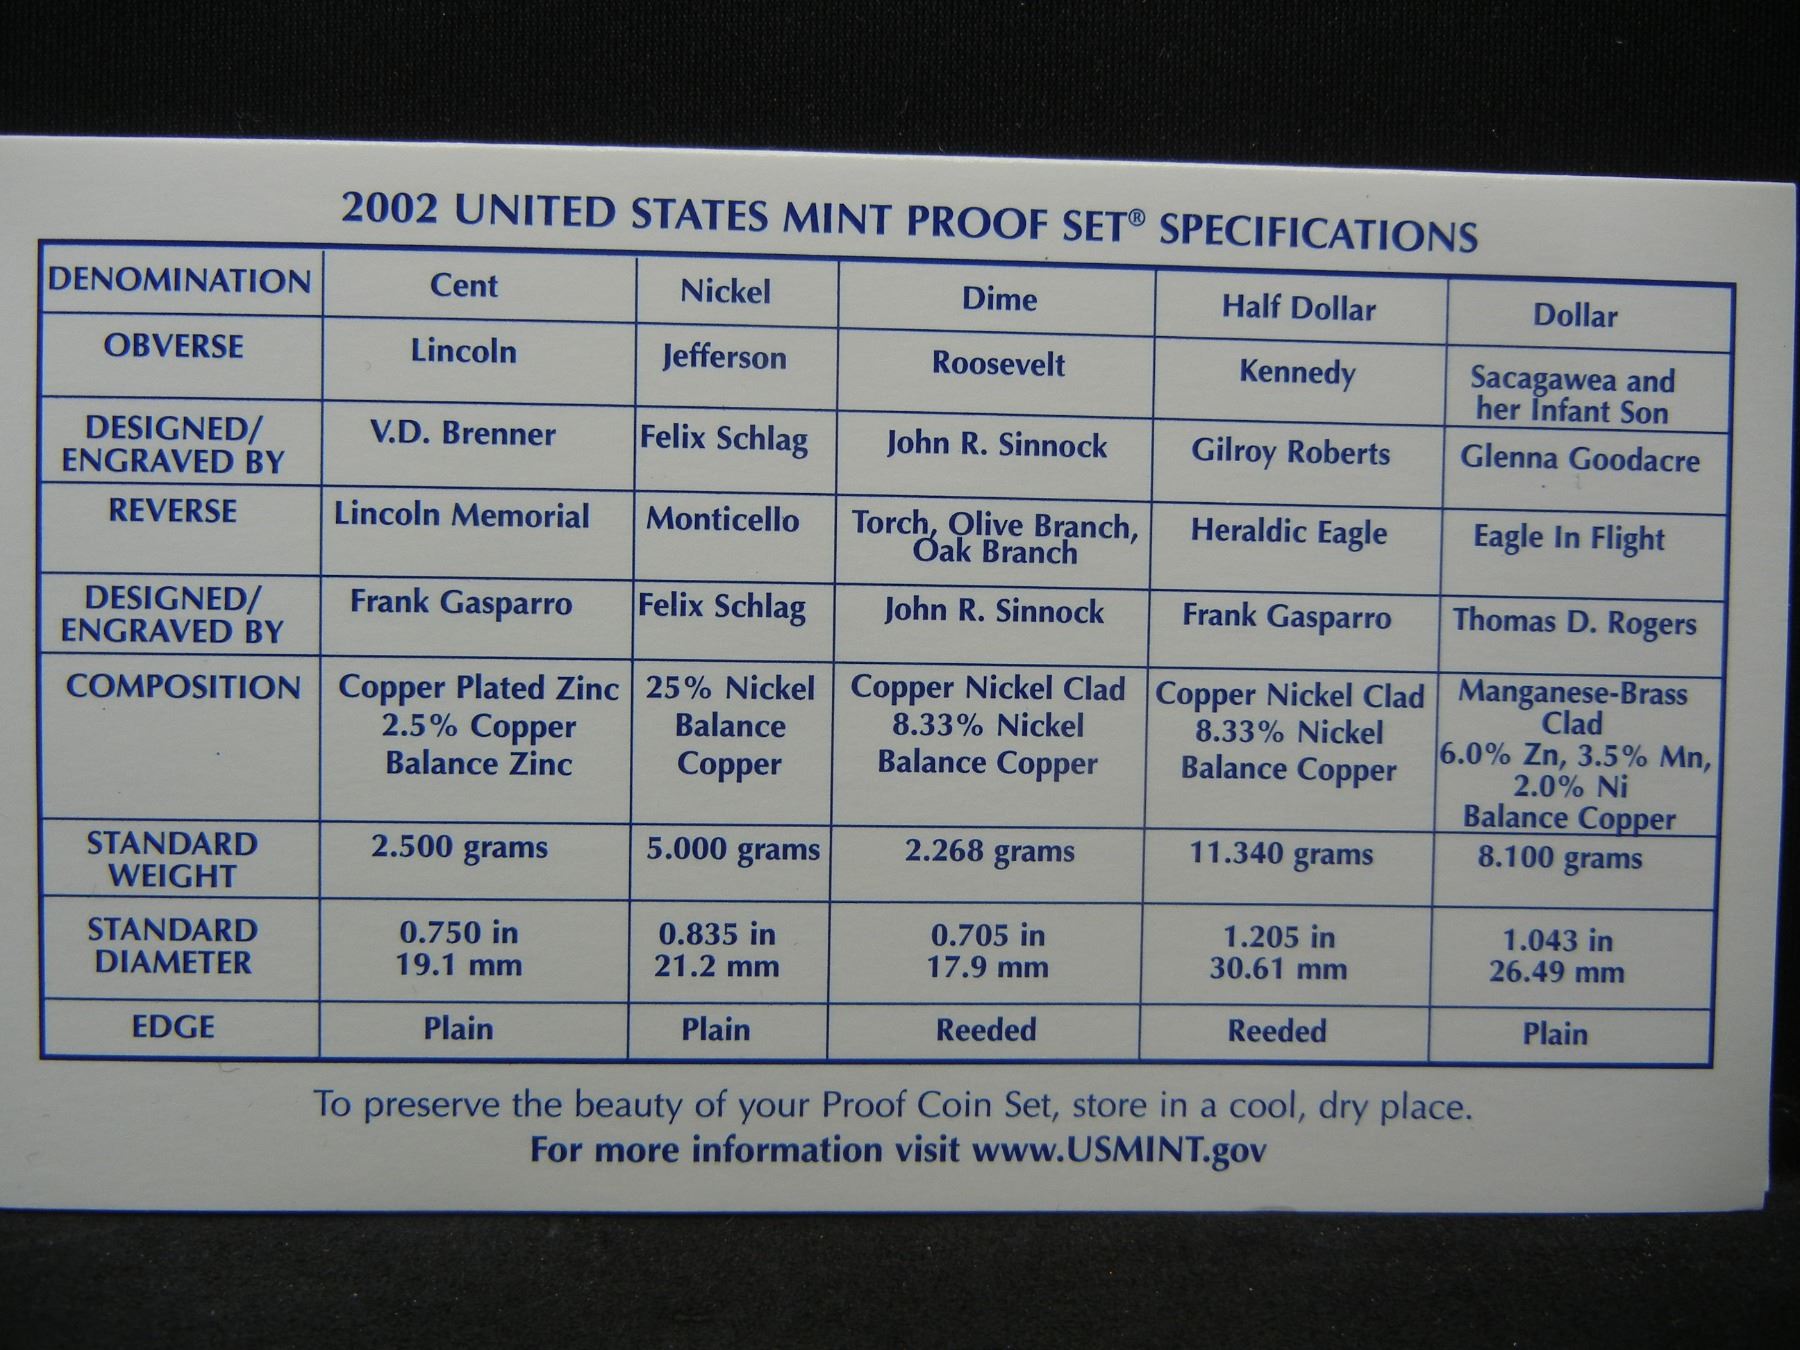 2002 UNITED STATES MINT PROOF SET® SPECIFICATIONS
DENOMINATION Cent Nickel Dime Half Dollar Dollar
OBVERSE Lincoln Jefferson Roosevelt Kennedy Sacagawea and
her Infant Son
DESIGNED/ V.D. Brenner Felix Schlag John R. Sinnock Gilroy Roberts Glenna Goodacre
ENGRAVED BY
REVERSE Lincoln Memorial Monticello Torch, Olive Branch, Heraldic Eagle Eagle In Flight
Oak Branch
DESIGNED/ Frank Gasparro Felix Schlag John R. Sinnock Frank Gasparro Thomas D. Rogers
ENGRAVED BY
COMPOSITION Copper Plated Zinc 25% Nickel Copper Nickel Clad Copper Nickel Clad Manganese-Brass
2.5% Copper Balance 8.33% Nickel 8.33% Nickel Clad
Balance Zinc Copper Balance Copper Balance Copper 6.0% Zn, 3.5% Mn,
2.0% Ni
Balance Copper
STANDARD 2.500 grams 5.000 grams 2.268 grams 11.340 grams 8.100 grams
WEIGHT
STANDARD 0.750 in 0.835 in 0.705 in 1.205 in 1.043 in
DIAMETER 19.1 mm 21.2 mm 17.9 mm 30.61 mm 26.49 mm
EDGE Plain Plain Reeded Reeded Plain
To preserve the beauty of your Proof Coin Set, store in a cool, dry place.
For more information visit www.USMINT.gov